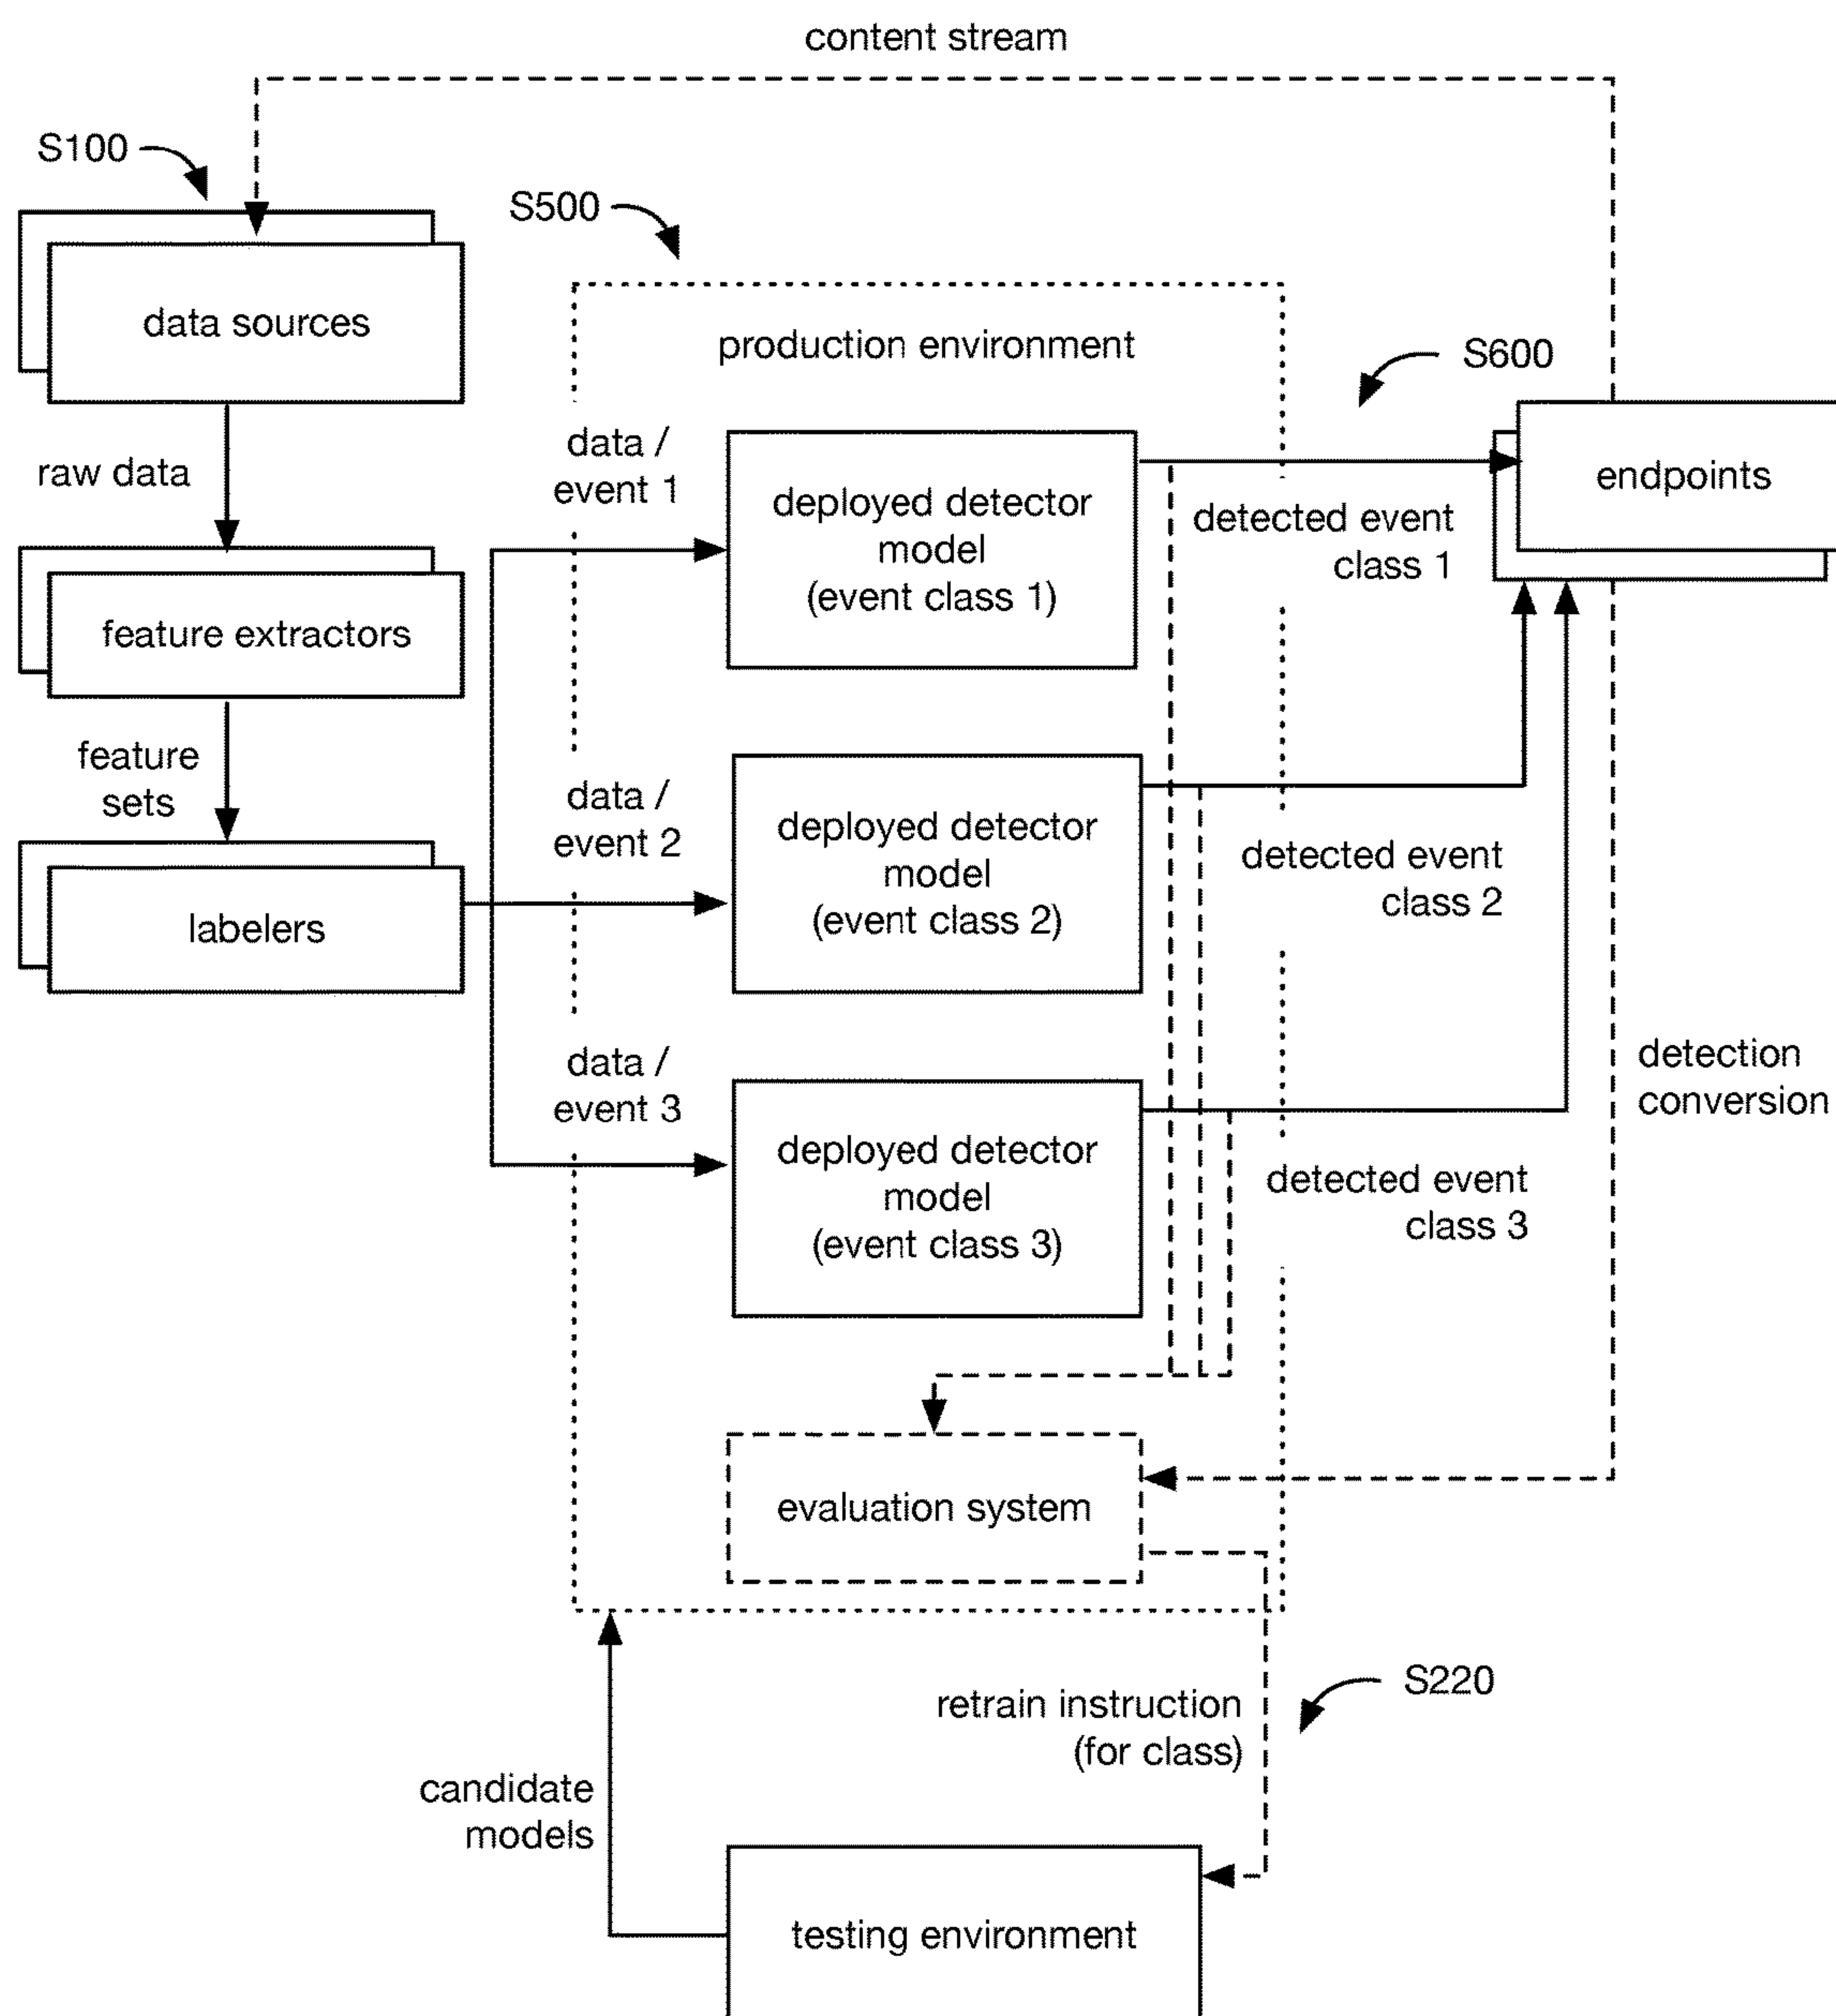 content stream
S100
S500
data sources
production environment
S600
data /
event 1
raw data
deployed detector
model
(event class 1)
endpoints
detected event
class 1
feature extractors
feature
sets
data /
event 2
deployed detector
model
(event class 2)
detected event
class 2
labelers
data /
event 3
detection
conversion
deployed detector
model
(event class 3)
detected event
class 3
evaluation system
S220
retrain instruction
(for class)
candidate
models
testing environment